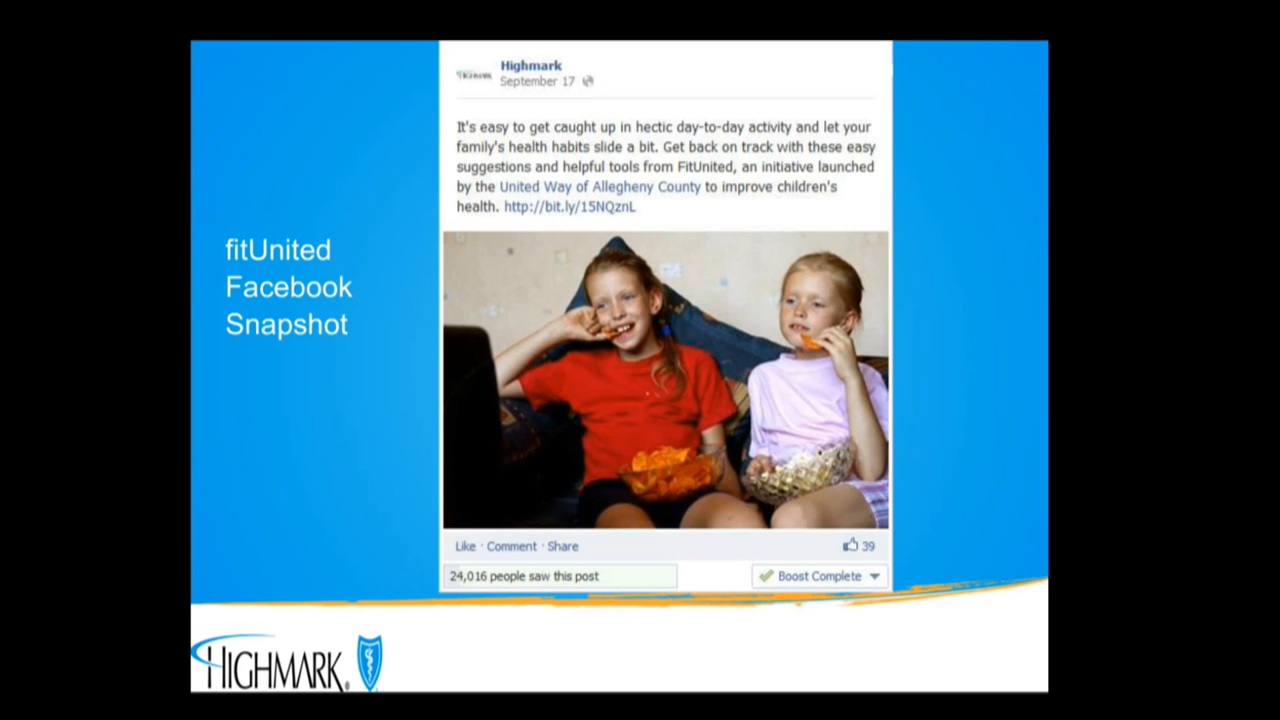 Highmark
September 17
It's easy to get caught up in hectic day-to-day activity and let your
family's health habits slide a bit. Get back on track with these easy
suggestions and helpful tools from FitUnited, an initiative launched
by the United Way of Allegheny County to improve children's
health. http://bit.ly/15NQznL
fitUnited
Facebook
Snapshot
Like · Comment · Share
39
24,016 people saw this post
Boost Complete
HIGHMARK®